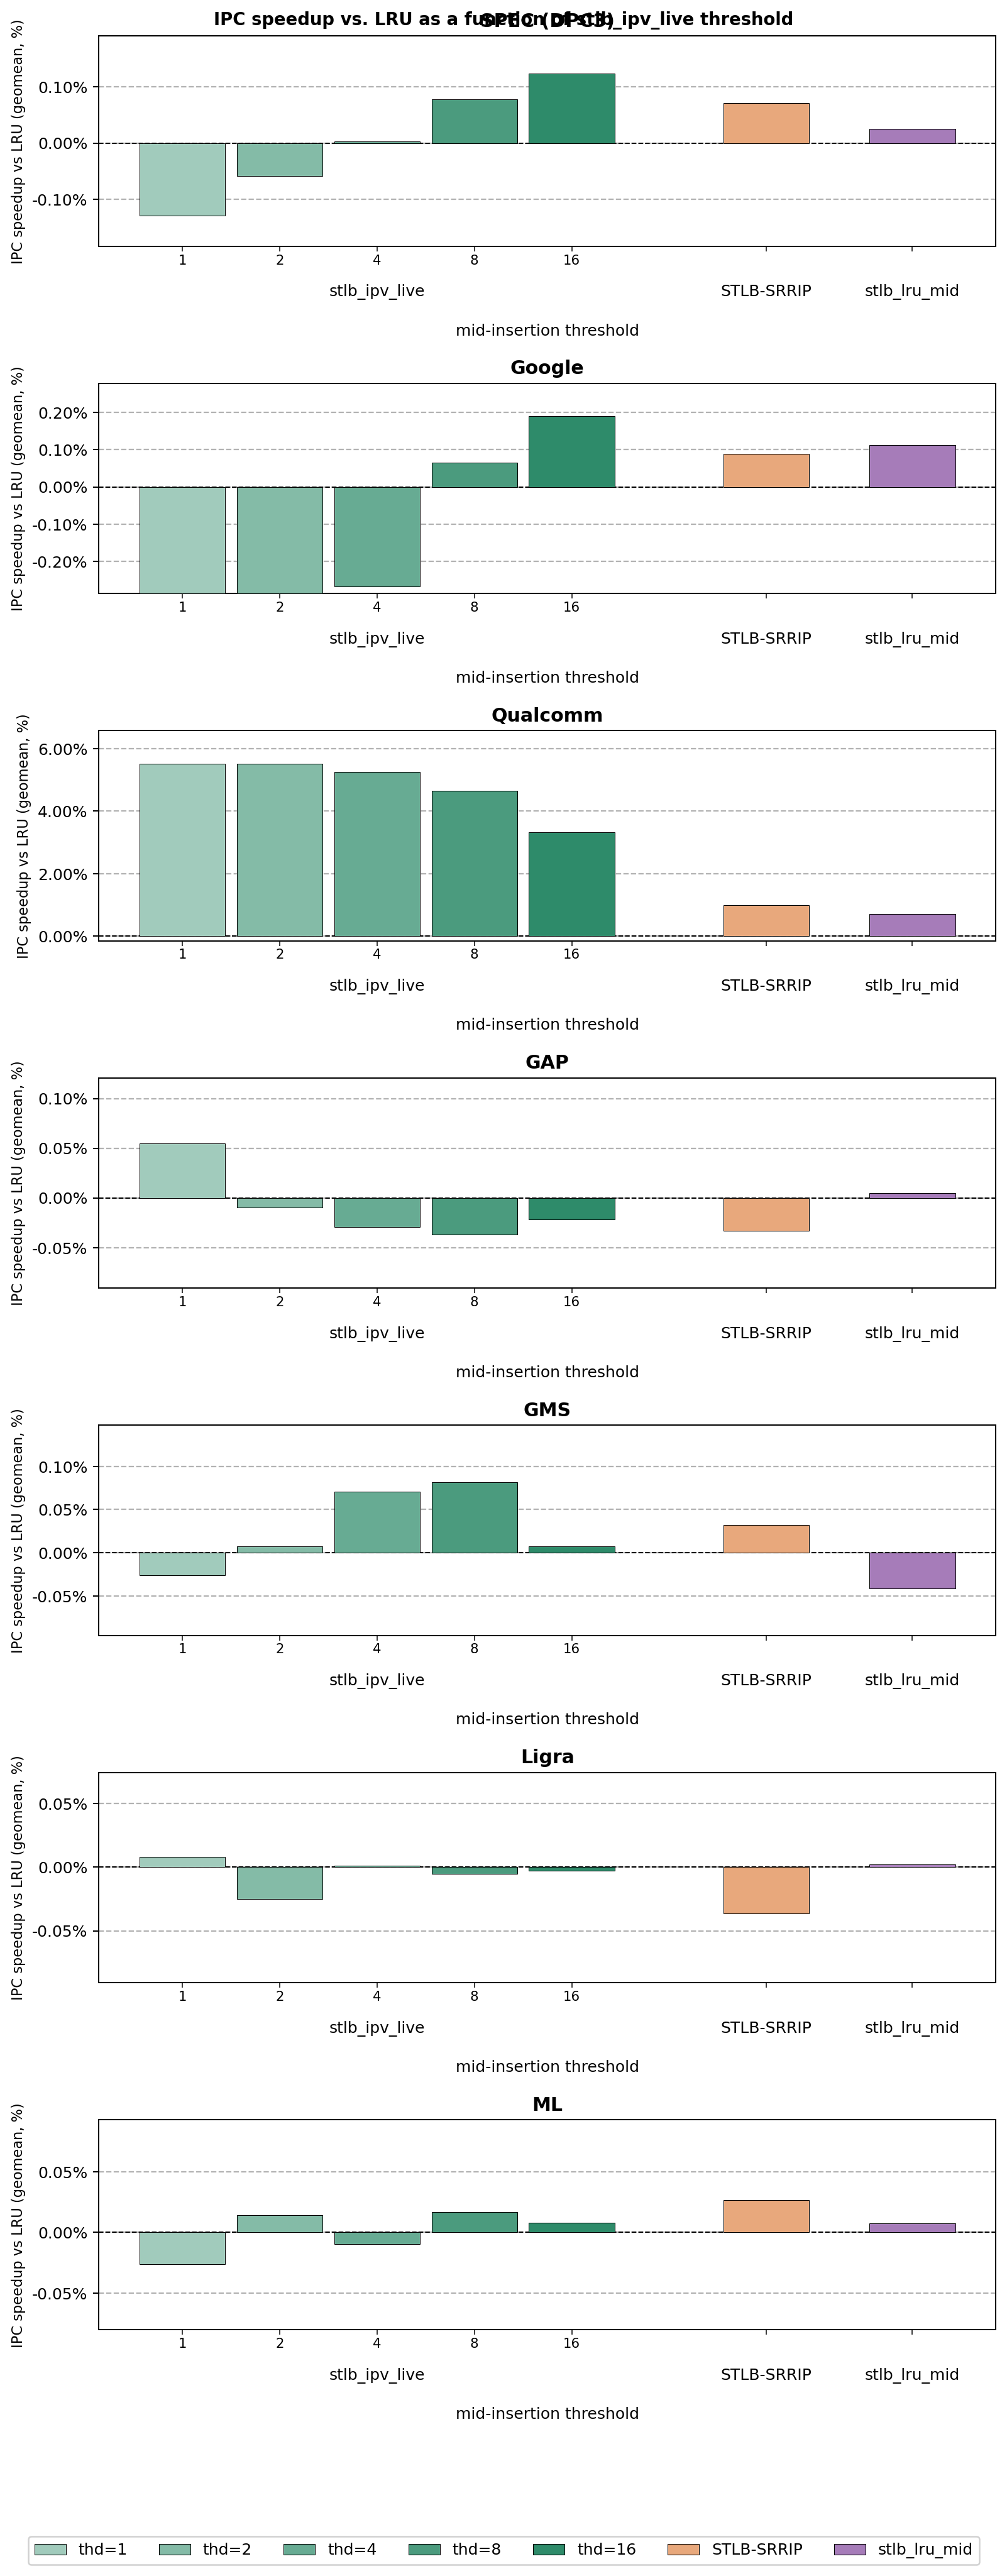 IPC speedup vs. LRU as a function of stlb_ipv_live threshold
SPEC (DPC3)
IPC speedup vs LRU (geomean, %)
0.10%
0.00%
-0.10%
1 2 4 8 16
stlb_ipv_live STLB-SRRIP stlb_lru_mid
mid-insertion threshold
Google
IPC speedup vs LRU (geomean, %)
0.20%
0.10%
0.00%
-0.10%
-0.20%
1 2 4 8 16
stlb_ipv_live STLB-SRRIP stlb_lru_mid
mid-insertion threshold
Qualcomm
IPC speedup vs LRU (geomean, %)
6.00%
4.00%
2.00%
0.00%
1 2 4 8 16
stlb_ipv_live STLB-SRRIP stlb_lru_mid
mid-insertion threshold
GAP
IPC speedup vs LRU (geomean, %)
0.10%
0.05%
0.00%
-0.05%
1 2 4 8 16
stlb_ipv_live STLB-SRRIP stlb_lru_mid
mid-insertion threshold
GMS
IPC speedup vs LRU (geomean, %)
0.10%
0.05%
0.00%
-0.05%
1 2 4 8 16
stlb_ipv_live STLB-SRRIP stlb_lru_mid
mid-insertion threshold
Ligra
IPC speedup vs LRU (geomean, %)
0.05%
0.00%
-0.05%
1 2 4 8 16
stlb_ipv_live STLB-SRRIP stlb_lru_mid
mid-insertion threshold
ML
IPC speedup vs LRU (geomean, %)
0.05%
0.00%
-0.05%
1 2 4 8 16
stlb_ipv_live STLB-SRRIP stlb_lru_mid
mid-insertion threshold
thd=1 thd=2 thd=4 thd=8 thd=16 STLB-SRRIP stlb_lru_mid